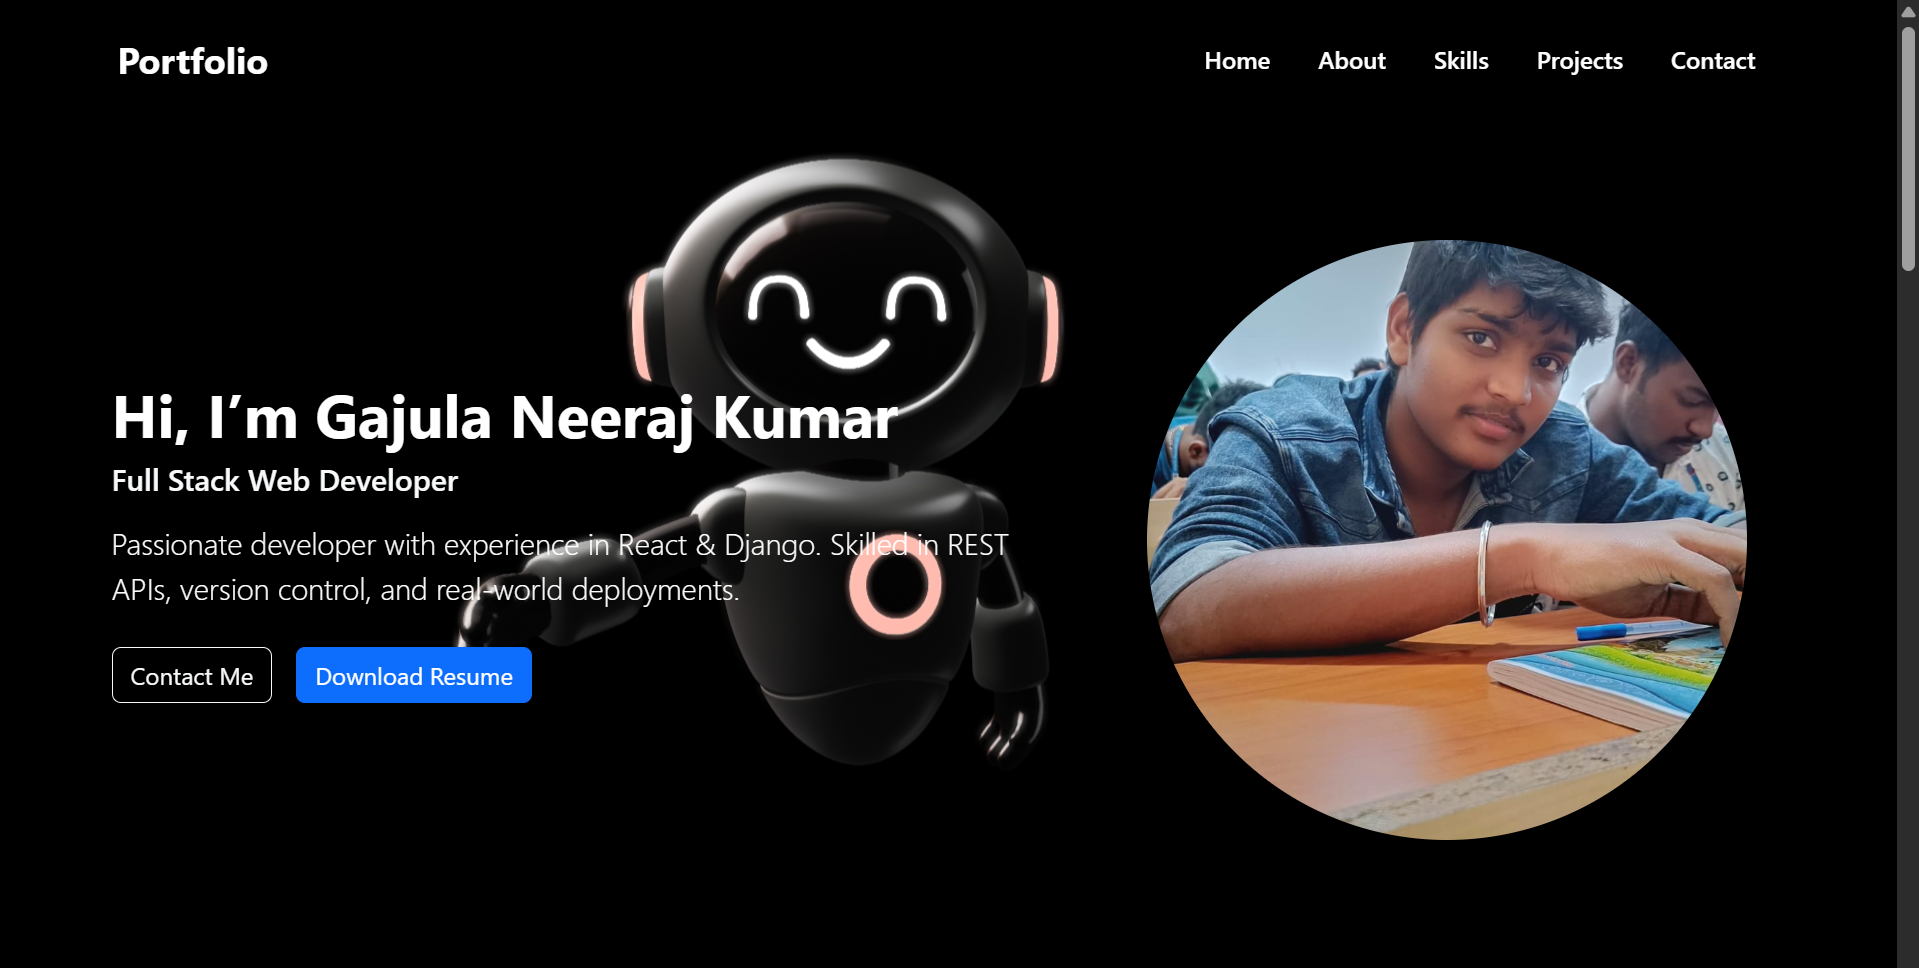 Portfolio
Home About Skills Projects Contact
Hi, I’m Gajula Neeraj Kumar
Full Stack Web Developer
Passionate developer with experience in React & Django. Skilled in REST
APIs, version control, and real-world deployments.
Contact Me Download Resume